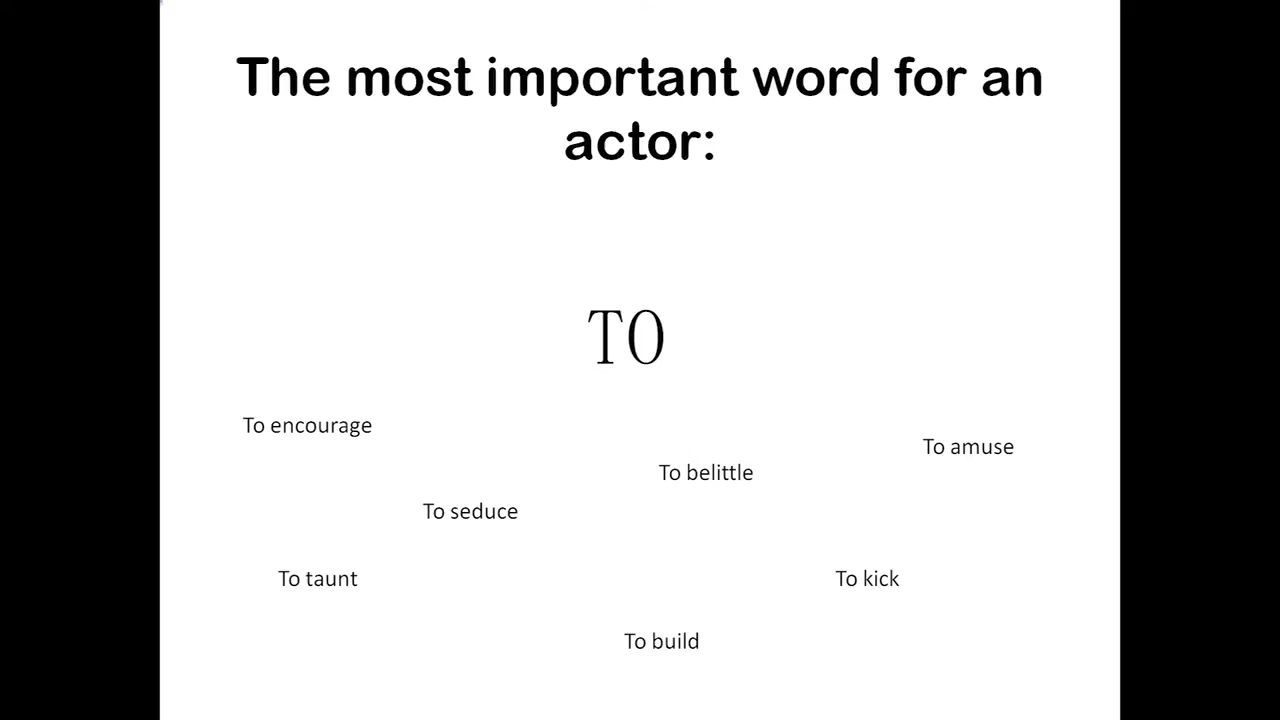 The most important word for an
actor:
TO
To encourage
To amuse
To belittle
To seduce
To taunt
To kick
To build